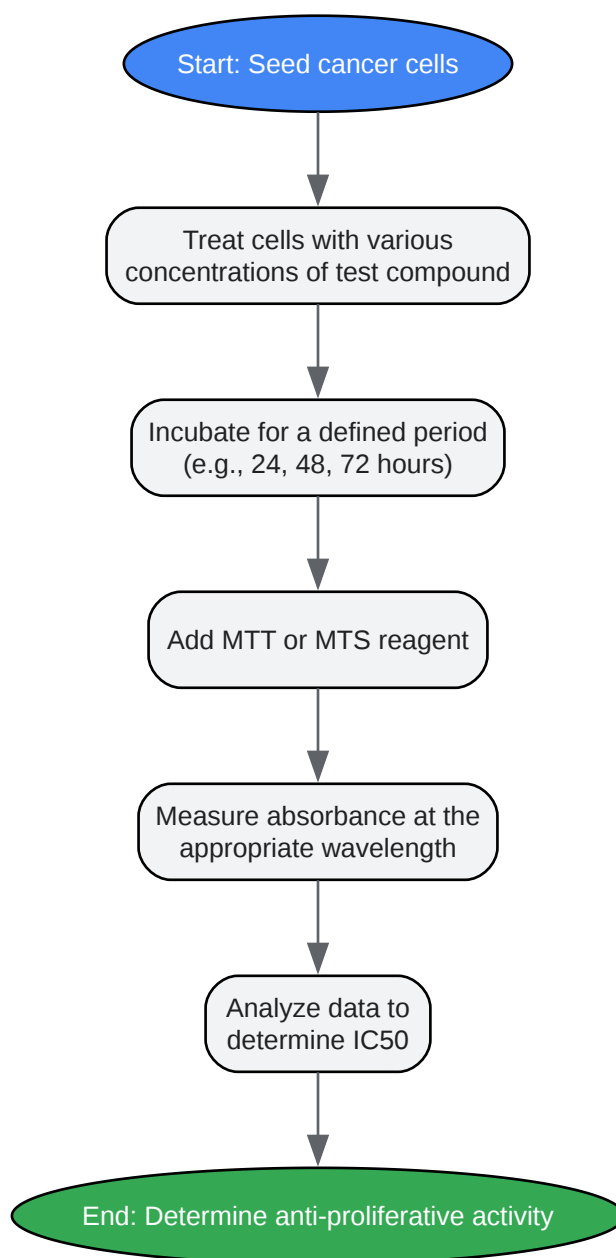 Start: Seed cancer cells
Treat cells with various
concentrations of test compound
Incubate for a defined period
(e.g., 24, 48, 72 hours)
Add MTT or MTS reagent
Measure absorbance at the
appropriate wavelength
Analyze data to
determine IC50
End: Determine anti-proliferative activity